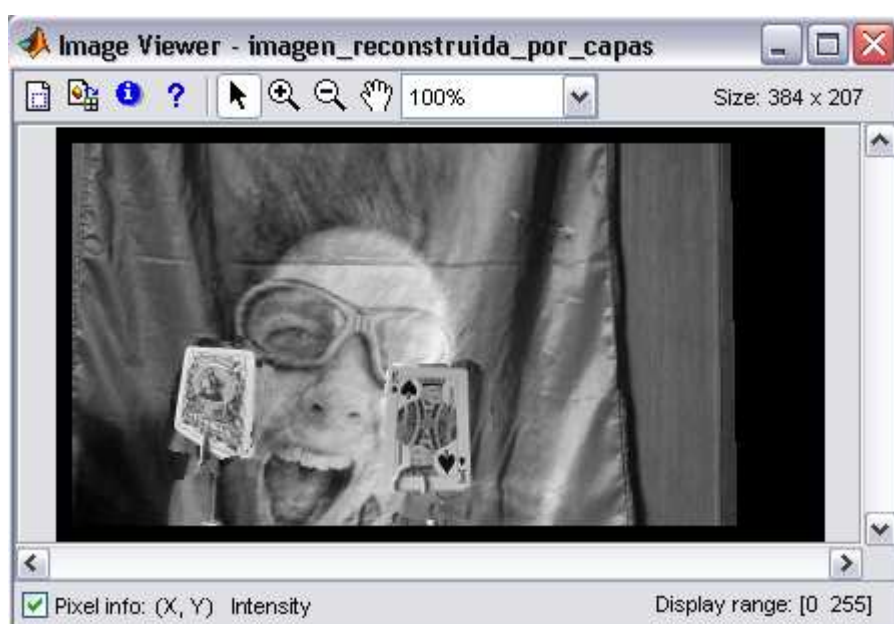 Image Viewer - imagen_reconstruida_por_capas
100% Size: 384 x 207
Pixel info: (X, Y) Intensity Display range: [0 255]